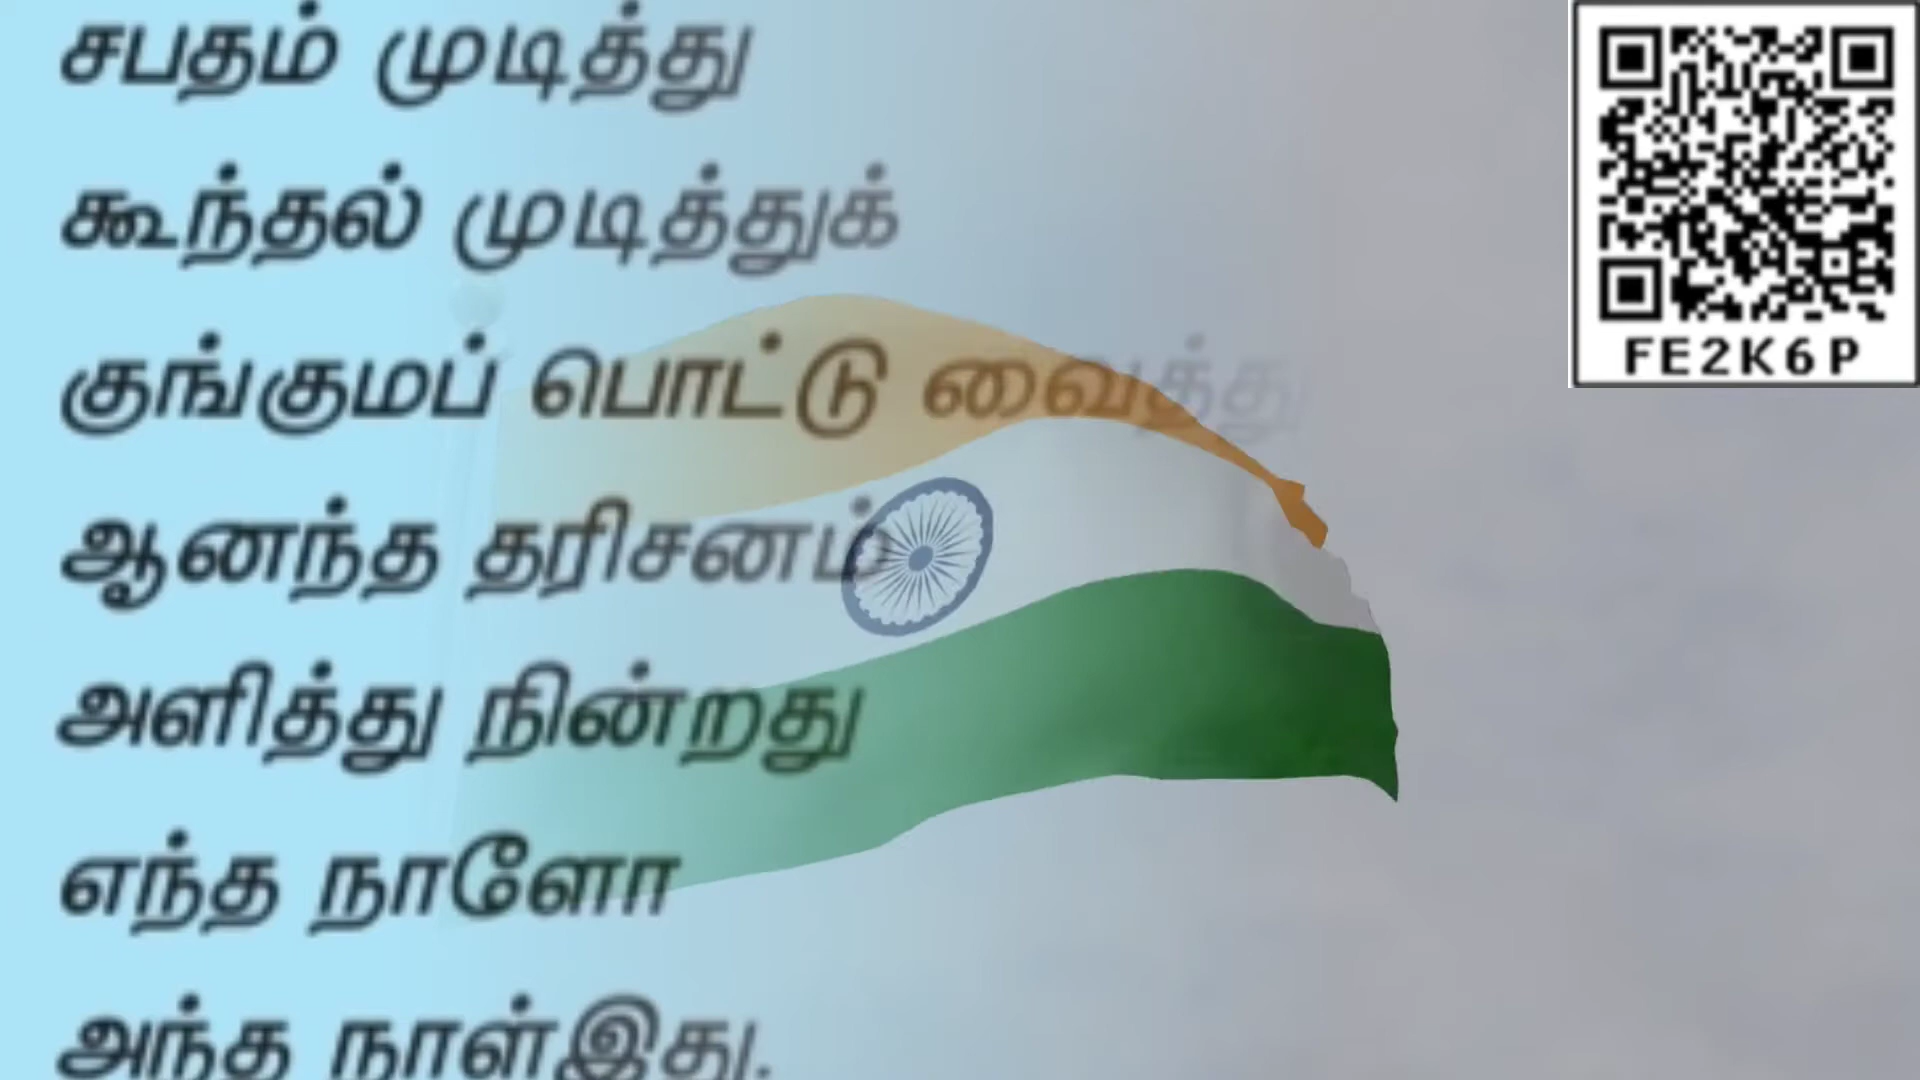 சபதம் முடித்து
கூந்தல் முடித்துக்
குங்குமப் பொட்டு வைத்து
ஆனந்த தரிசனம்
அளித்து நின்றது
எந்த நாளோ
அந்த நாள்இது.
FE2K6P